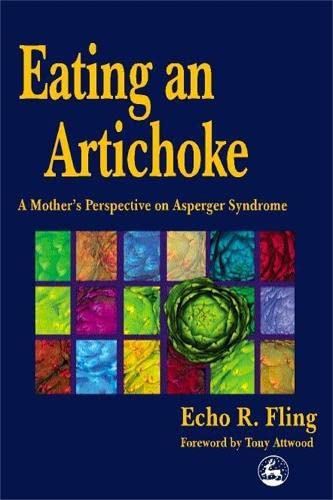 Eating an
Artichoke
A Mother's Perspective on Asperger Syndrome
Echo R. Fling
Foreword by Tony Attwood